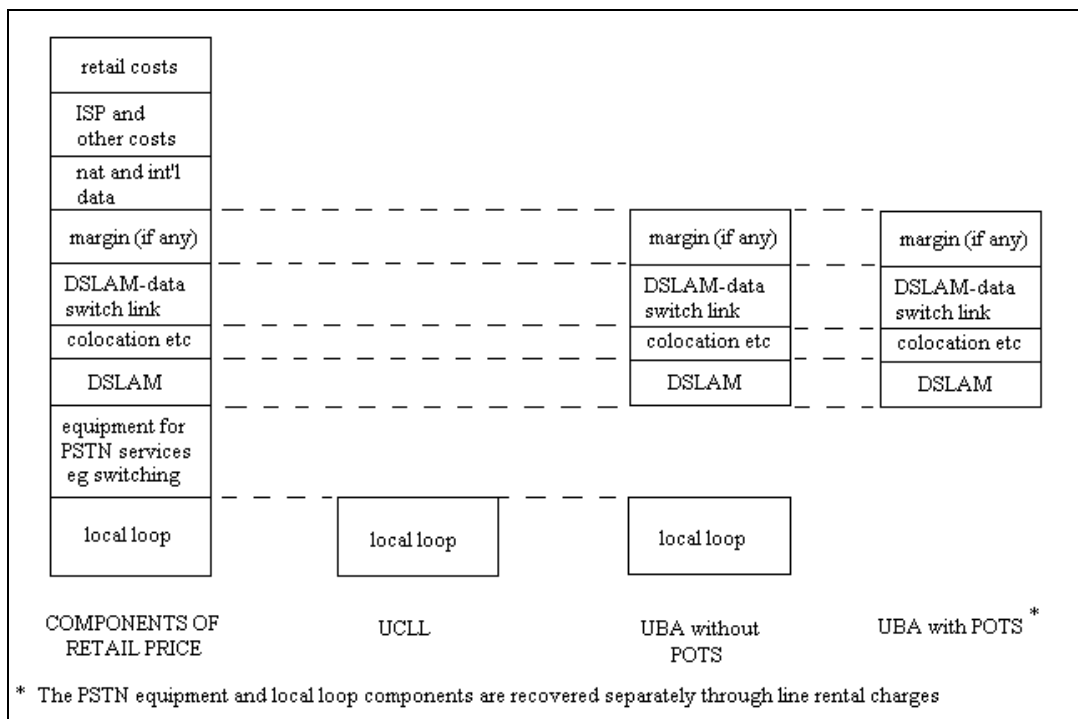 retail costs
ISP and
other costs
nat and int'l
data
margin (if any)
DSLAM-data
switch link
colocation etc
DSLAM
equipment for
PSTN services
eg switching
local loop
COMPONENTS OF
RETAIL PRICE
local loop
UCLL
margin (if any)
DSLAM-data
switch link
colocation etc
DSLAM
local loop
UBA without
POTS
margin (if any)
DSLAM-data
switch link
colocation etc
DSLAM
UBA with POTS *
* The PSTN equipment and local loop components are recovered separately through line rental charges